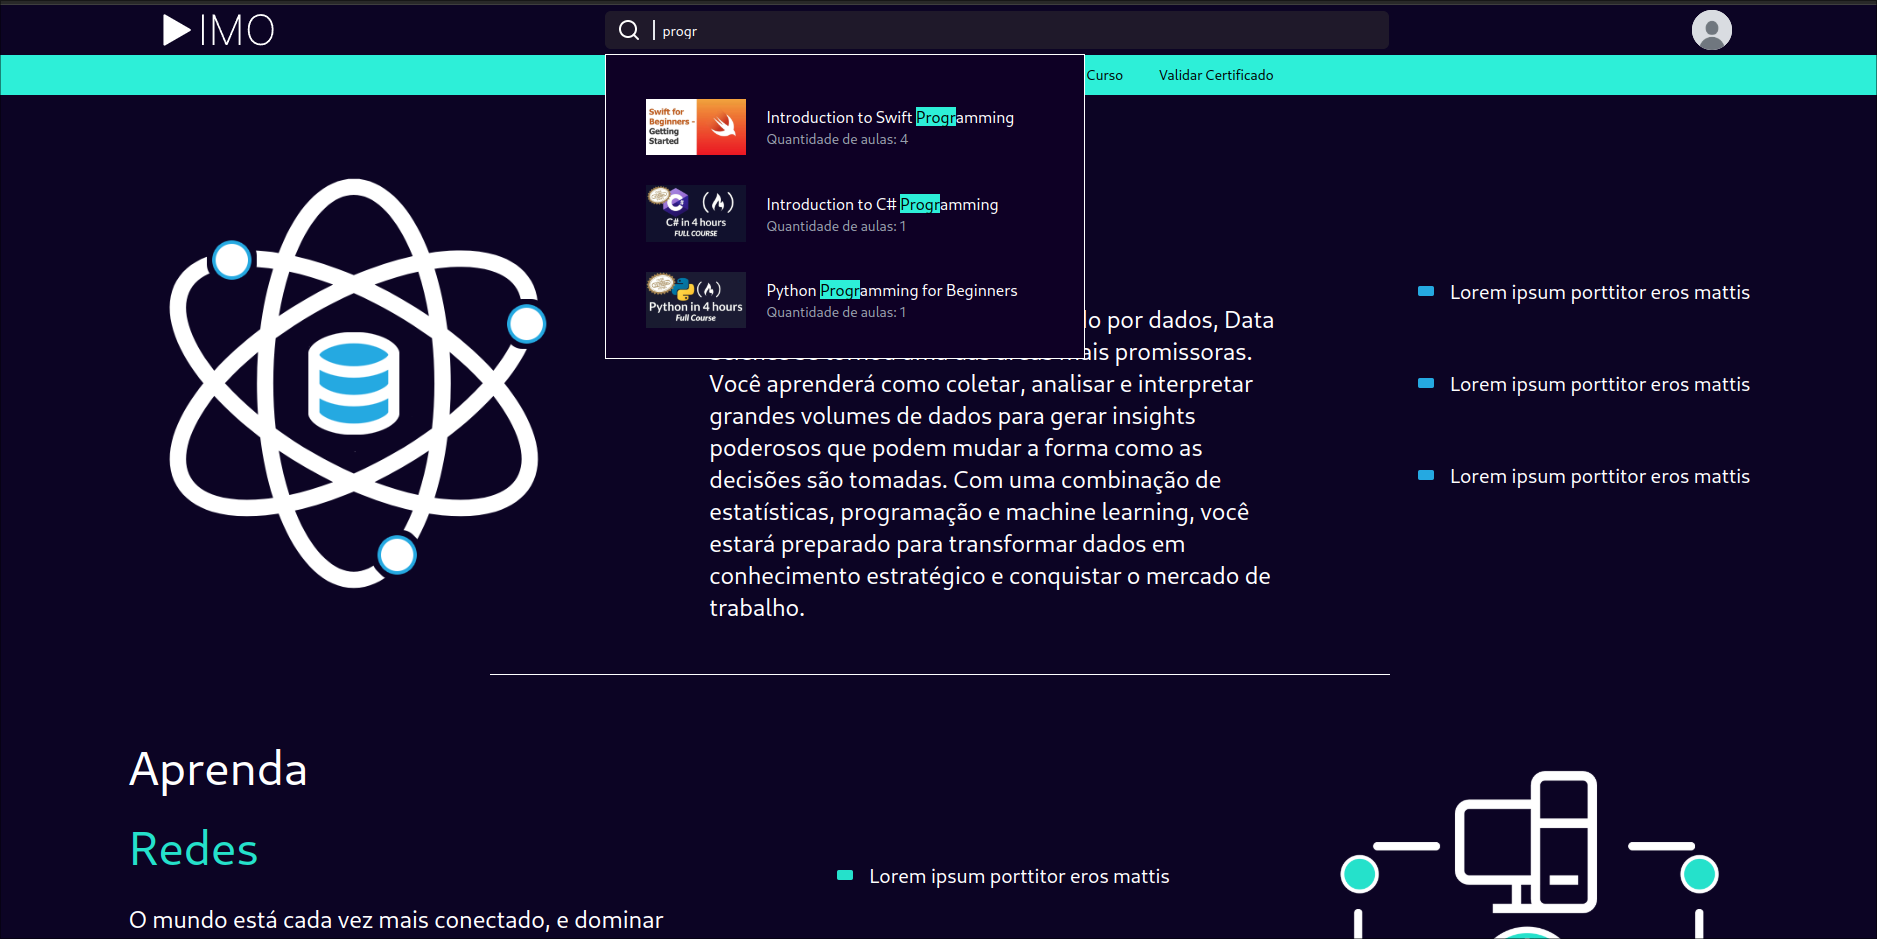 IMO
progr
Curso
Validar Certificado
Swift for
Beginners -
Getting
Started
Introduction to Swift Programming
Quantidade de aulas: 4
C# in 4 hours
FULL COURSE
Introduction to C# Programming
Quantidade de aulas: 1
Python in 4 hours
Full Course
Python Programming for Beginners
Quantidade de aulas: 1
por dados, Data
mais promissoras.
Você aprenderá como coletar, analisar e interpretar
grandes volumes de dados para gerar insights
poderosos que podem mudar a forma como as
decisões são tomadas. Com uma combinação de
estatísticas, programação e machine learning, você
estará preparado para transformar dados em
conhecimento estratégico e conquistar o mercado de
trabalho.
Lorem ipsum porttitor eros mattis
Lorem ipsum porttitor eros mattis
Lorem ipsum porttitor eros mattis
Aprenda
Redes
O mundo está cada vez mais conectado, e dominar
Lorem ipsum porttitor eros mattis